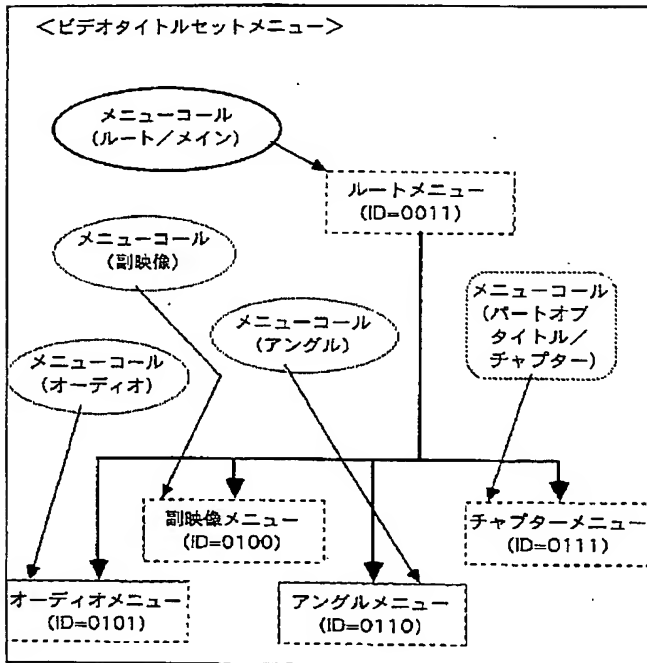 ＜ビデオタイトルセットメニュー＞
メニューコール
(ルート／メイン)
ルートメニュー
(ID=0011)
メニューコール
(副映像)
メニューコール
(アングル)
メニューコール
(パートオブ
タイトル／
チャプター)
メニューコール
(オーディオ)
副映像メニュー
(ID=0100)
チャプターメニュー
(ID=0111)
オーディオメニュー
(ID=0101)
アングルメニュー
(ID=0110)